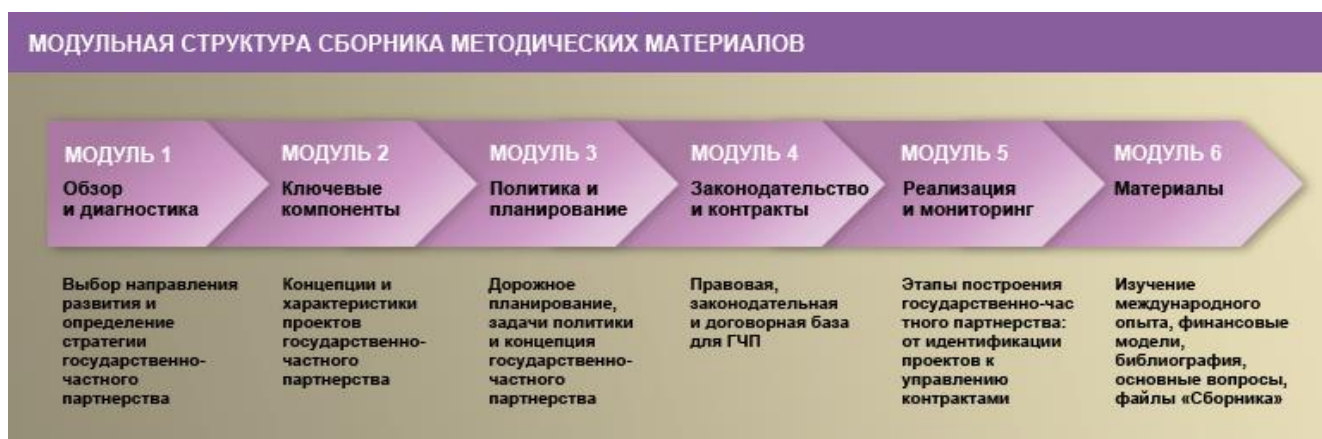 МОДУЛЬНАЯ СТРУКТУРА СБОРНИКА МЕТОДИЧЕСКИХ МАТЕРИАЛОВ
МОДУЛЬ 1
Обзор
и диагностика
МОДУЛЬ 2
Ключевые
компоненты
МОДУЛЬ 3
Политика и
планирование
МОДУЛЬ 4
Законодательство
и контракты
МОДУЛЬ 5
Реализация
и мониторинг
МОДУЛЬ 6
Материалы
Выбор направления
развития и
определение
стратегии
государственно-
частного
партнерства
Концепции и
характеристики
проектов
государственно-
частного
партнерства
Дорожное
планирование,
задачи политики
и концепция
государственно-
частного
партнерства
Правовая,
законодательная
и договорная база
для ГЧП
Этапы построения
государственно-час
тного партнерства:
от идентификации
проектов к
управлению
контрактами
Изучение
международного
опыта, финансовые
модели,
библиография,
основные вопросы,
файлы «Сборника»